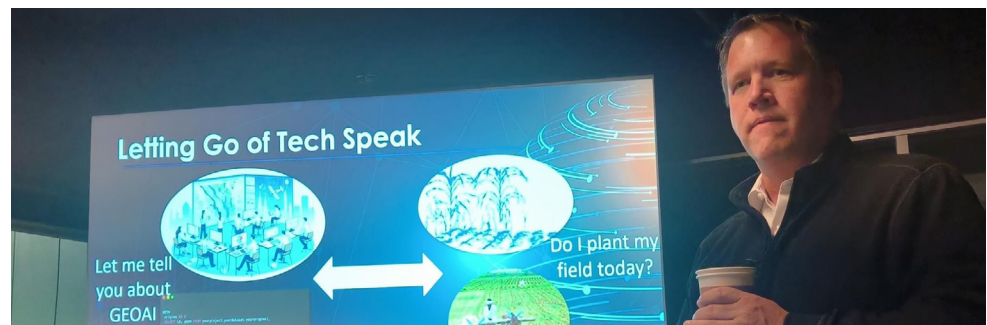 Letting Go of Tech Speak
Let me tell
you about
GEOAI
Do I plant my
field today?